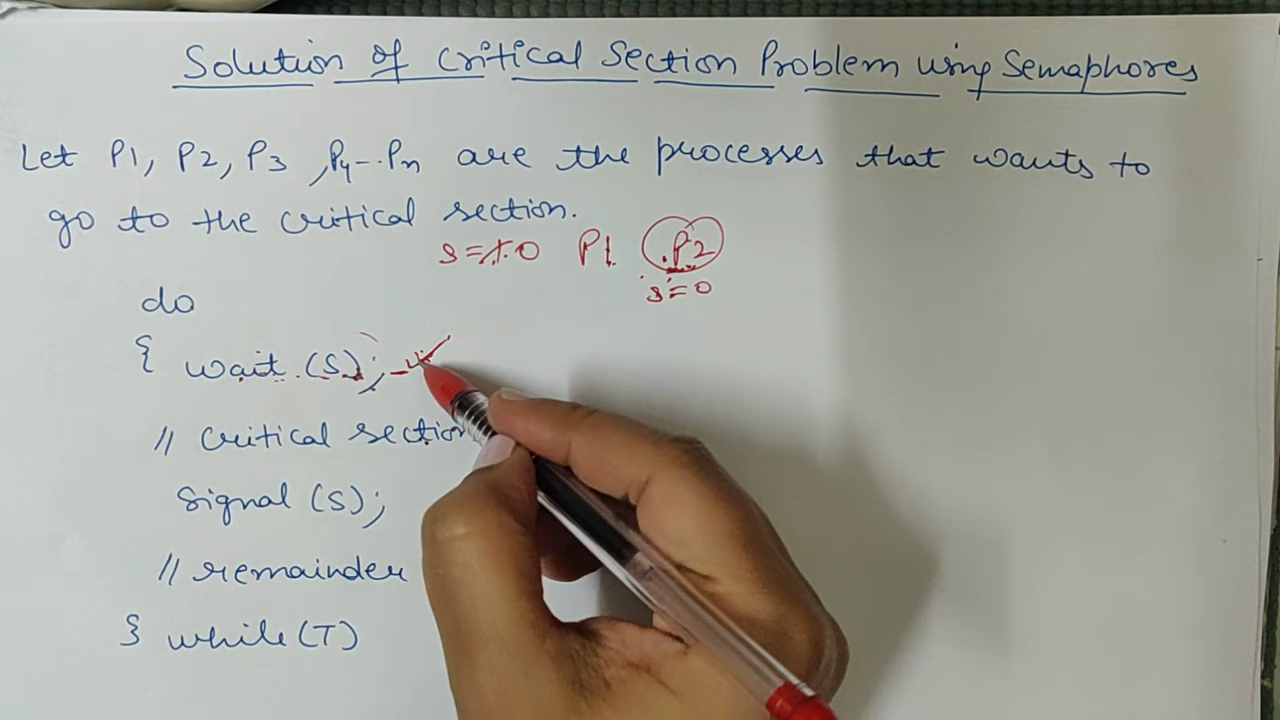 Solution of Critical Section Problem using Semaphores
Let P1, P2, P3, P4-..Pn are the processes that wants to
go to the critical section.
s=1.0 P1 P2
s=0
do
{ wait (S);
// critical section
signal (S);
// remainder
} while(T)